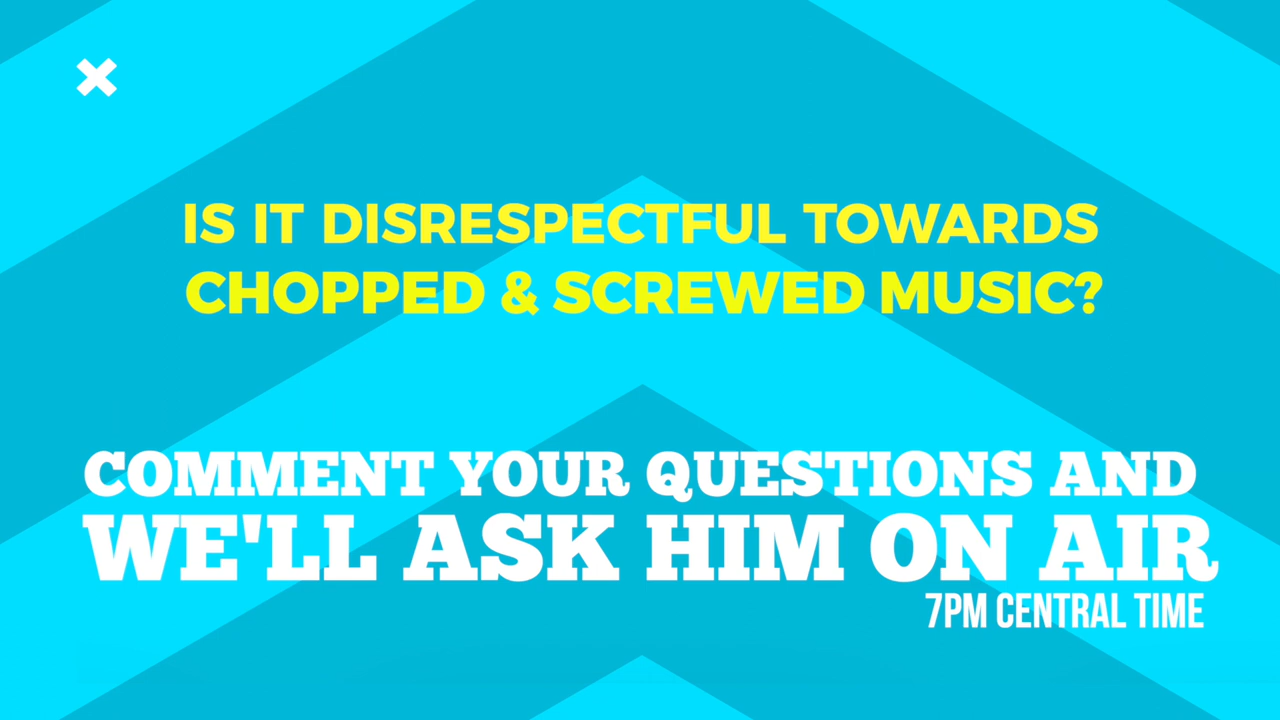 IS IT DISRESPECTFUL TOWARDS
CHOPPED & SCREWED MUSIC?
COMMENT YOUR QUESTIONS AND
WE'LL ASK HIM ON AIR
7PM CENTRAL TIME